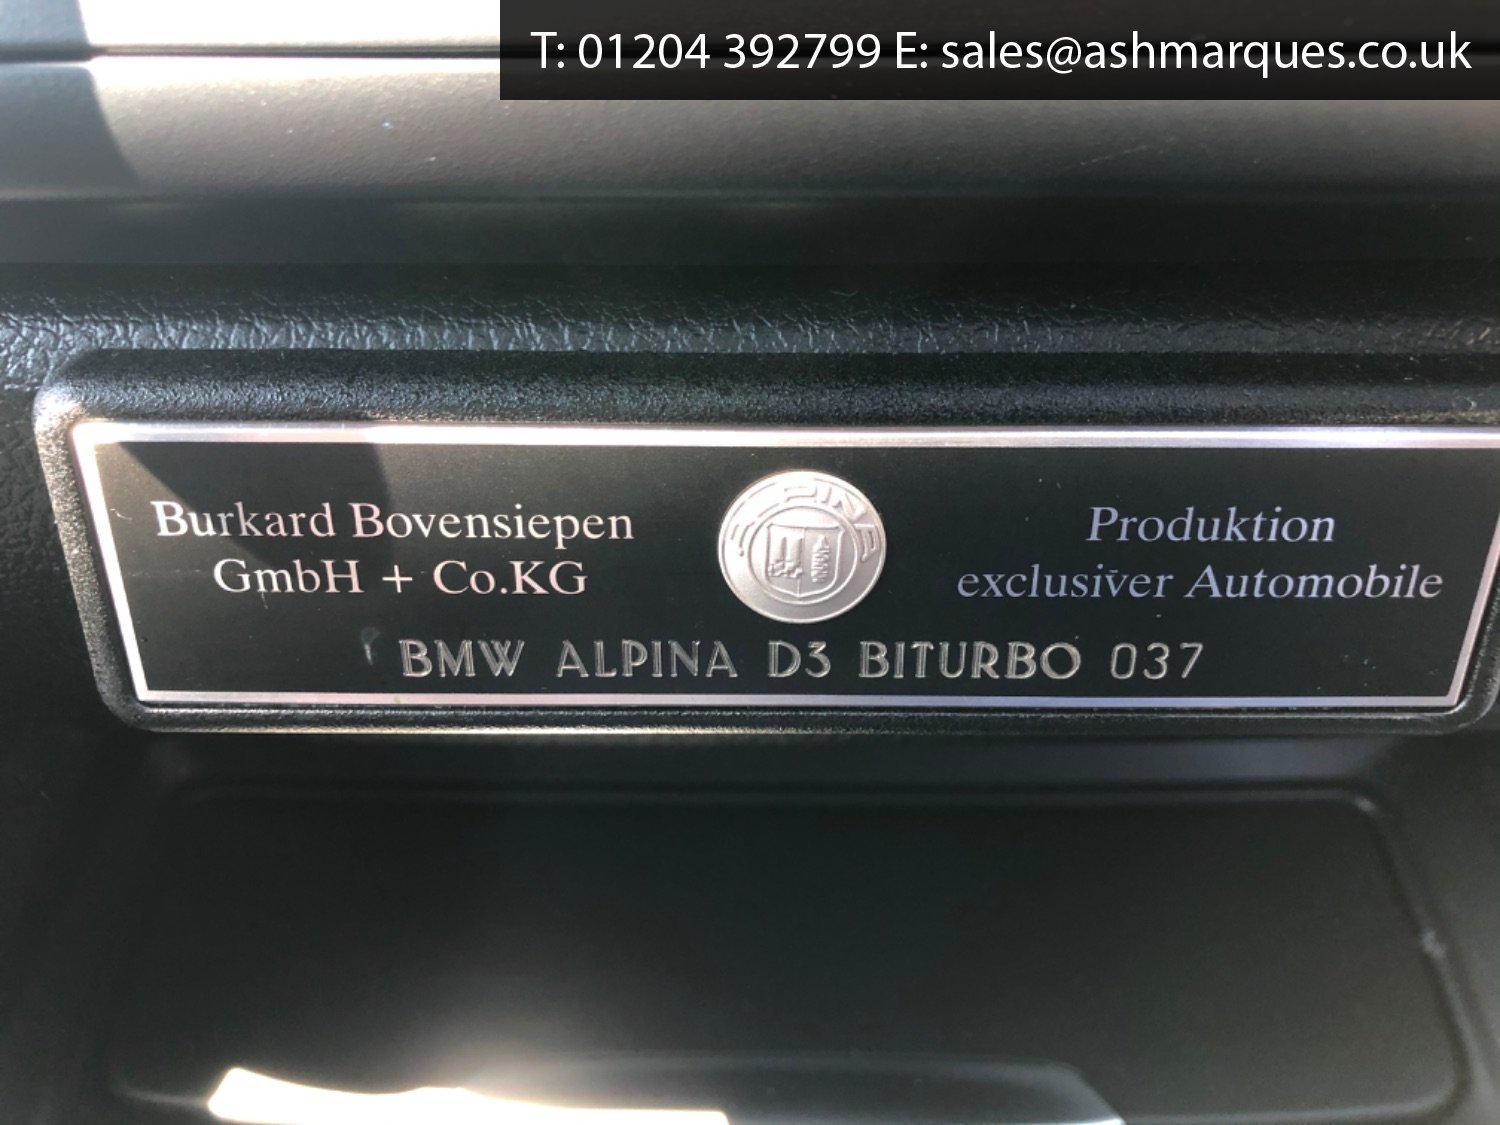 T: 01204 392799 E: sales@ashmarques.co.uk
Burkard Bovensiepen
GmbH + Co.KG
ALPINA
Produktion
exclusiver Automobile
BMW ALPINA D3 BITURBO 037